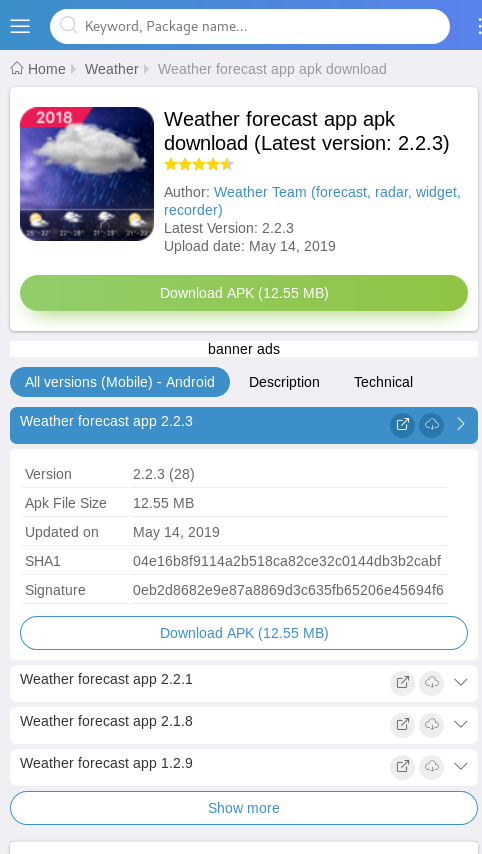 Keyword, Package name...
Home Weather Weather forecast app apk download
2018
Weather forecast app apk
download (Latest version: 2.2.3)
Author: Weather Team (forecast, radar, widget,
recorder)
Latest Version: 2.2.3
Upload date: May 14, 2019
Download APK (12.55 MB)
banner ads
All versions (Mobile) - Android Description Technical
Weather forecast app 2.2.3
Version 2.2.3 (28)
Apk File Size 12.55 MB
Updated on May 14, 2019
SHA1 04e16b8f9114a2b518ca82ce32c0144db3b2cabf
Signature 0eb2d8682e9e87a8869d3c635fb65206e45694f6
Download APK (12.55 MB)
Weather forecast app 2.2.1
Weather forecast app 2.1.8
Weather forecast app 1.2.9
Show more